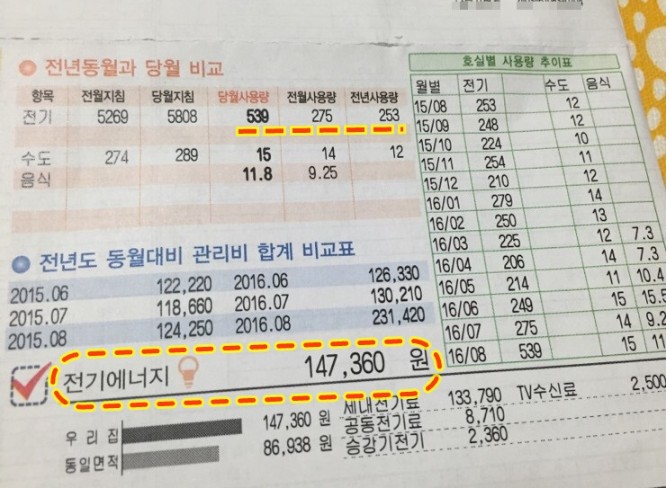 전년동월과 당월 비교
항목 전월지침 당월지침 당월사용량 전월사용량 전년사용량
전기 5269 5808 539 275 253
수도 274 289 15 14 12
음식 11.8 9.25
전년도 동월대비 관리비 합계 비교표
2015.06 122,220 2016.06 126,330
2015.07 118,660 2016.07 130,210
2015.08 124,250 2016.08 231,420
호실별 사용량 추이표
월별 전기 수도 음식
15/08 253 12
15/09 248 12
15/10 224 10
15/11 254 11
15/12 210 12
16/01 279 14
16/02 250 13
16/03 225 12 7.3
16/04 206 14 7.3
16/05 214 11 10.4
16/06 249 15 15.5
16/07 275 14 9.2
16/08 539 15 11
전기에너지 147,360 원
우리집 147,360 원
동일면적 86,938 원
세대전기료 133,790 TV수신료 2,500
공동전기료 8,710
승강기전기 2,360